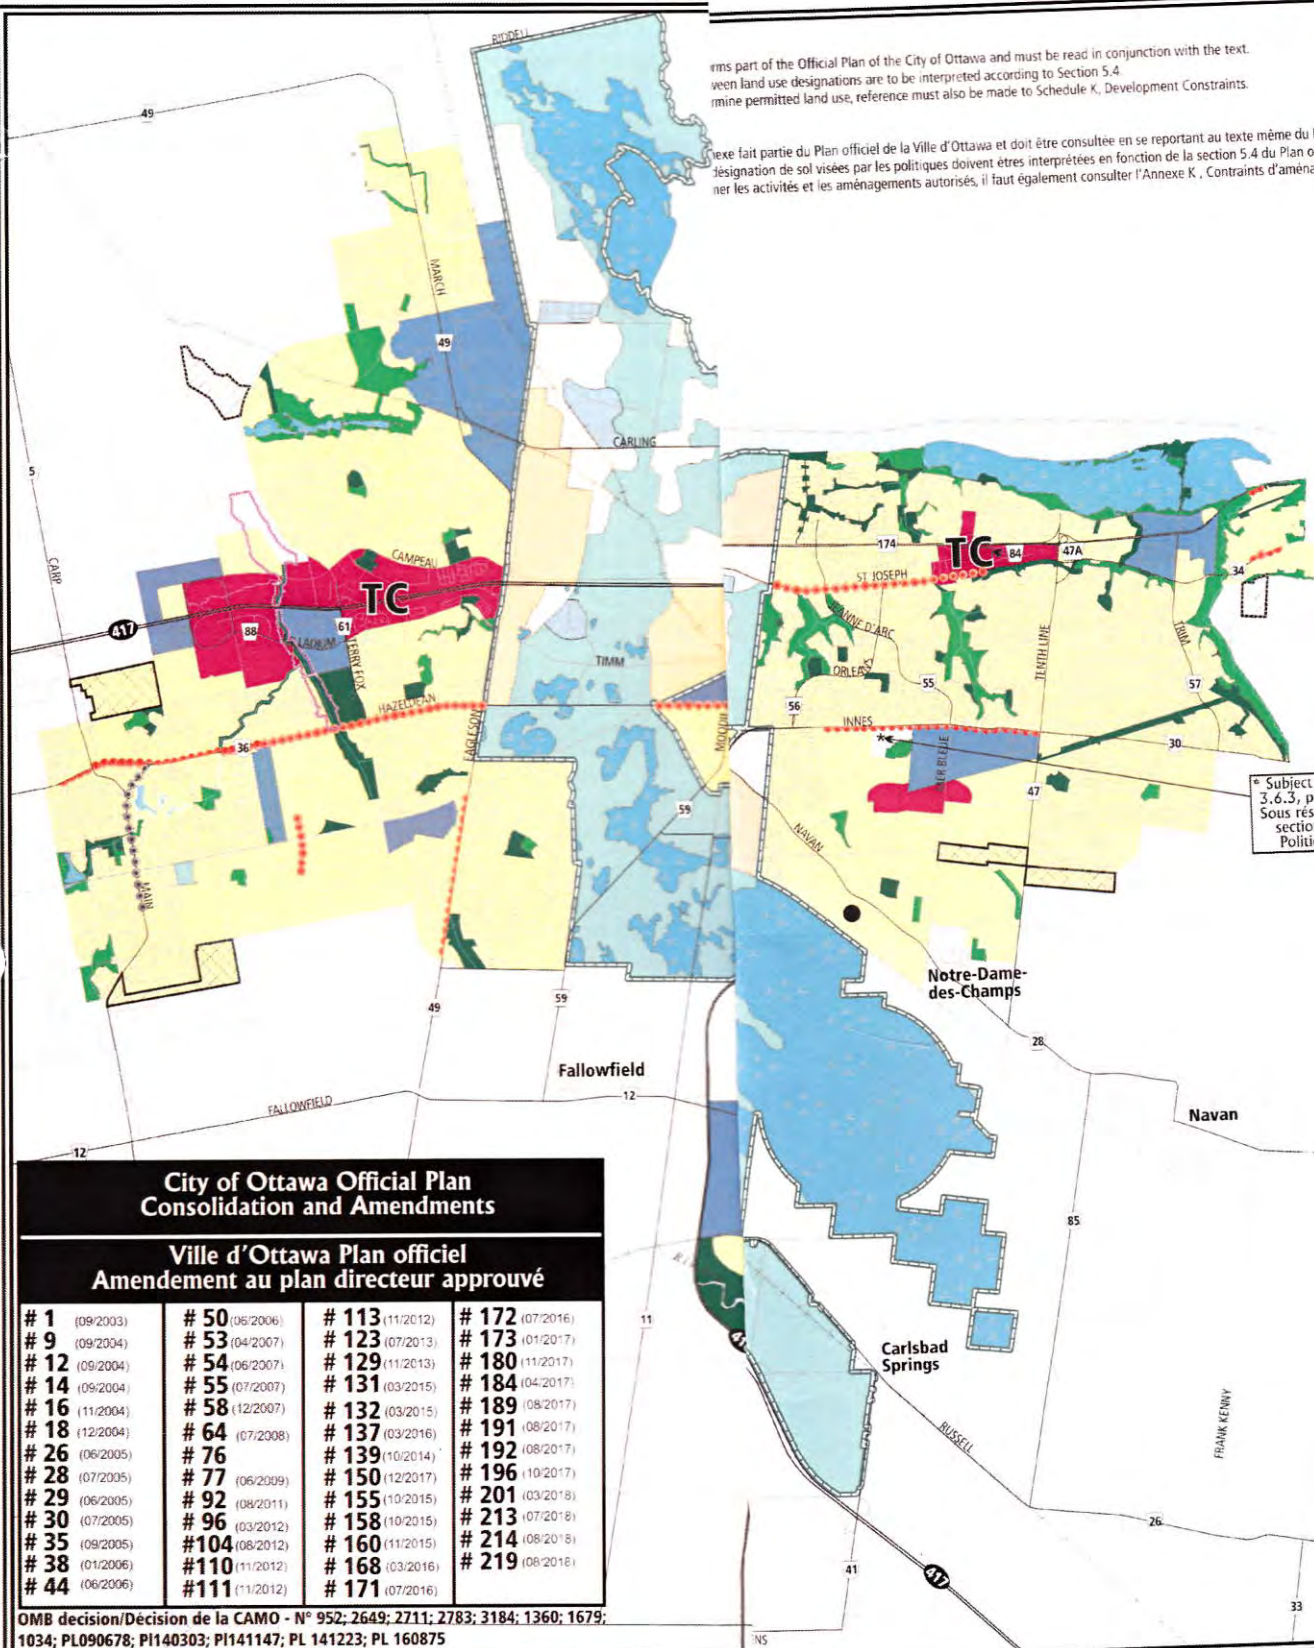 rms part of the Official Plan of the City of Ottawa and must be read in conjunction with the text.
veen land use designations are to be interpreted according to Section 5.4
rmine permitted land use, reference must also be made to Schedule K, Development Constraints.
exe fait partie du Plan officiel de la Ville d'Ottawa et doit être consultée en se reportant au texte même du
désignation de sol visées par les politiques doivent êtres interprétées en fonction de la section 5.4 du Plan o
ner les activités et les aménagements autorisés, il faut également consulter l'Annexe K , Contraints d'aména
RIDDELL
49
MARCH
49
CARLING
5
CARP
CAMPEAU
TC
417
88
61
TERRY FOX
TIMM
HAZELDEAN
36
EAGLESON
MOODIE
59
MAIN
174
TC
84
47A
ST JOSEPH
34
JEANNE D'ARC
ORLEANS
TENTH LINE
TRIM
55
57
56
INNES
30
*
MER BLEUE
47
NAVAN
* Subject
3.6.3, p
Sous rés
sectio
Politi
Notre-Dame-
des-Champs
49
59
28
Fallowfield
12
FALLOWFIELD
12
Navan
85
11
Carlsbad
Springs
RUSSELL
FRANK KENNY
26
41
417
33
NS
City of Ottawa Official Plan
Consolidation and Amendments
Ville d'Ottawa Plan officiel
Amendement au plan directeur approuvé
# 1 (09/2003)
# 9 (09/2004)
# 12 (09/2004)
# 14 (09/2004)
# 16 (11/2004)
# 18 (12/2004)
# 26 (06/2005)
# 28 (07/2005)
# 29 (06/2005)
# 30 (07/2005)
# 35 (09/2005)
# 38 (01/2006)
# 44 (06/2006)
# 50 (06/2006)
# 53 (04/2007)
# 54 (06/2007)
# 55 (07/2007)
# 58 (12/2007)
# 64 (07/2008)
# 76
# 77 (06/2009)
# 92 (08/2011)
# 96 (03/2012)
#104 (08/2012)
#110 (11/2012)
#111 (11/2012)
# 113 (11/2012)
# 123 (07/2013)
# 129 (11/2013)
# 131 (03/2015)
# 132 (03/2015)
# 137 (03/2016)
# 139 (10/2014)
# 150 (12/2017)
# 155 (10/2015)
# 158 (10/2015)
# 160 (11/2015)
# 168 (03/2016)
# 171 (07/2016)
# 172 (07/2016)
# 173 (01/2017)
# 180 (11/2017)
# 184 (04/2017)
# 189 (08/2017)
# 191 (08/2017)
# 192 (08/2017)
# 196 (10/2017)
# 201 (03/2018)
# 213 (07/2018)
# 214 (08/2018)
# 219 (08/2018)
OMB decision/Décision de la CAMO - N° 952; 2649; 2711; 2783; 3184; 1360; 1679;
1034; PL090678; Pl140303; Pl141147; PL 141223; PL 160875